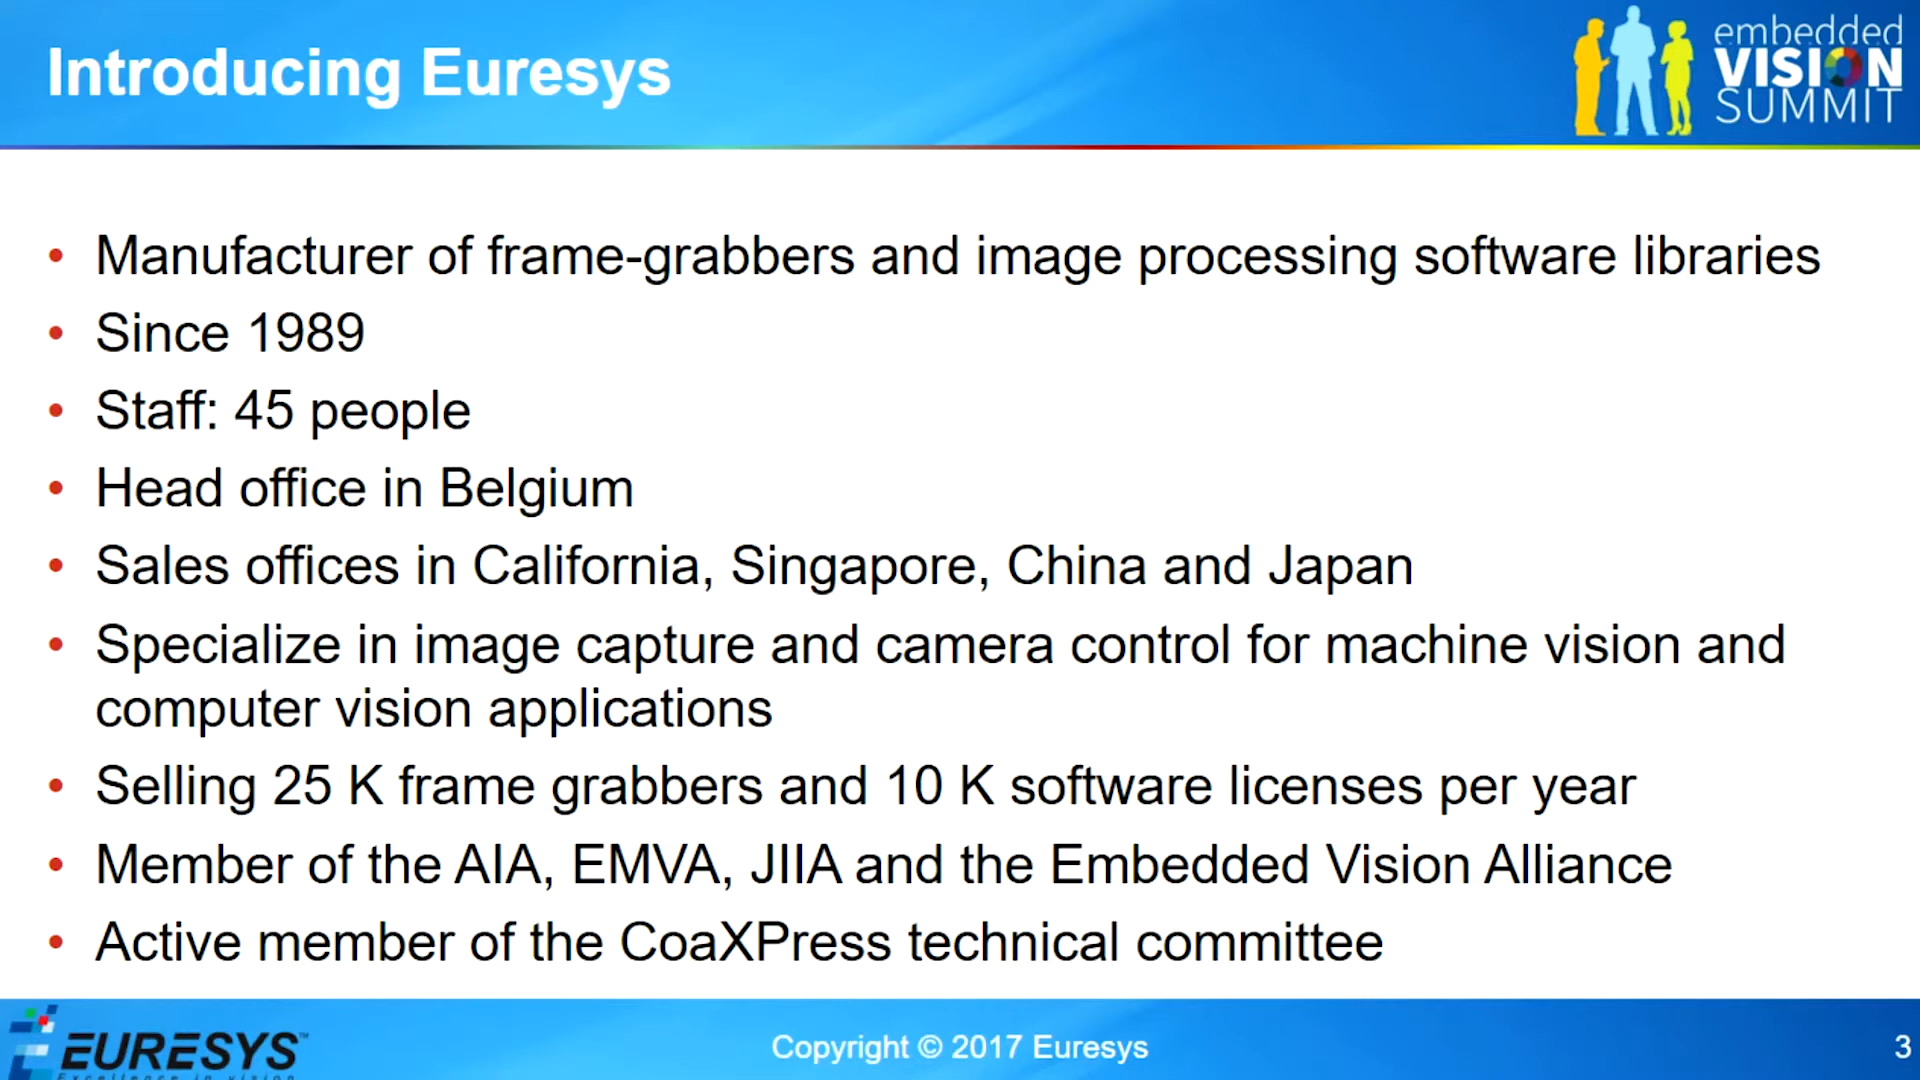 Introducing Euresys
embedded
VISION
SUMMIT
• Manufacturer of frame-grabbers and image processing software libraries
• Since 1989
• Staff: 45 people
• Head office in Belgium
• Sales offices in California, Singapore, China and Japan
• Specialize in image capture and camera control for machine vision and
computer vision applications
• Selling 25 K frame grabbers and 10 K software licenses per year
• Member of the AIA, EMVA, JIIA and the Embedded Vision Alliance
• Active member of the CoaXPress technical committee
EURESYS™
Excellence in vision
Copyright © 2017 Euresys
3